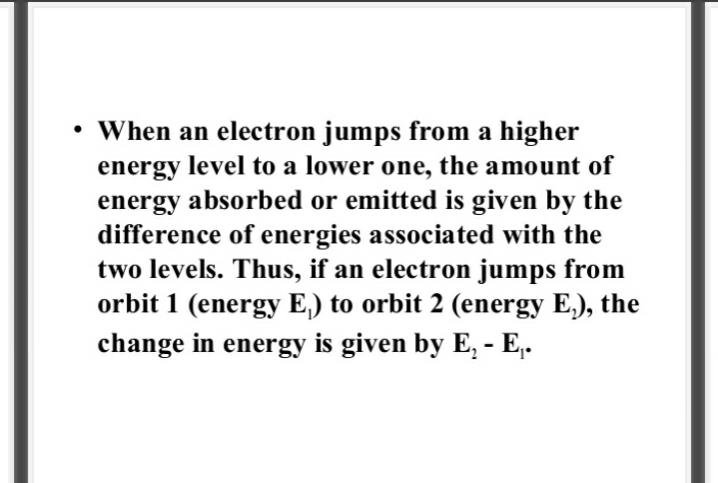 • When an electron jumps from a higher
energy level to a lower one, the amount of
energy absorbed or emitted is given by the
difference of energies associated with the
two levels. Thus, if an electron jumps from
orbit 1 (energy E₁) to orbit 2 (energy E₂), the
change in energy is given by E₂ - E₁.